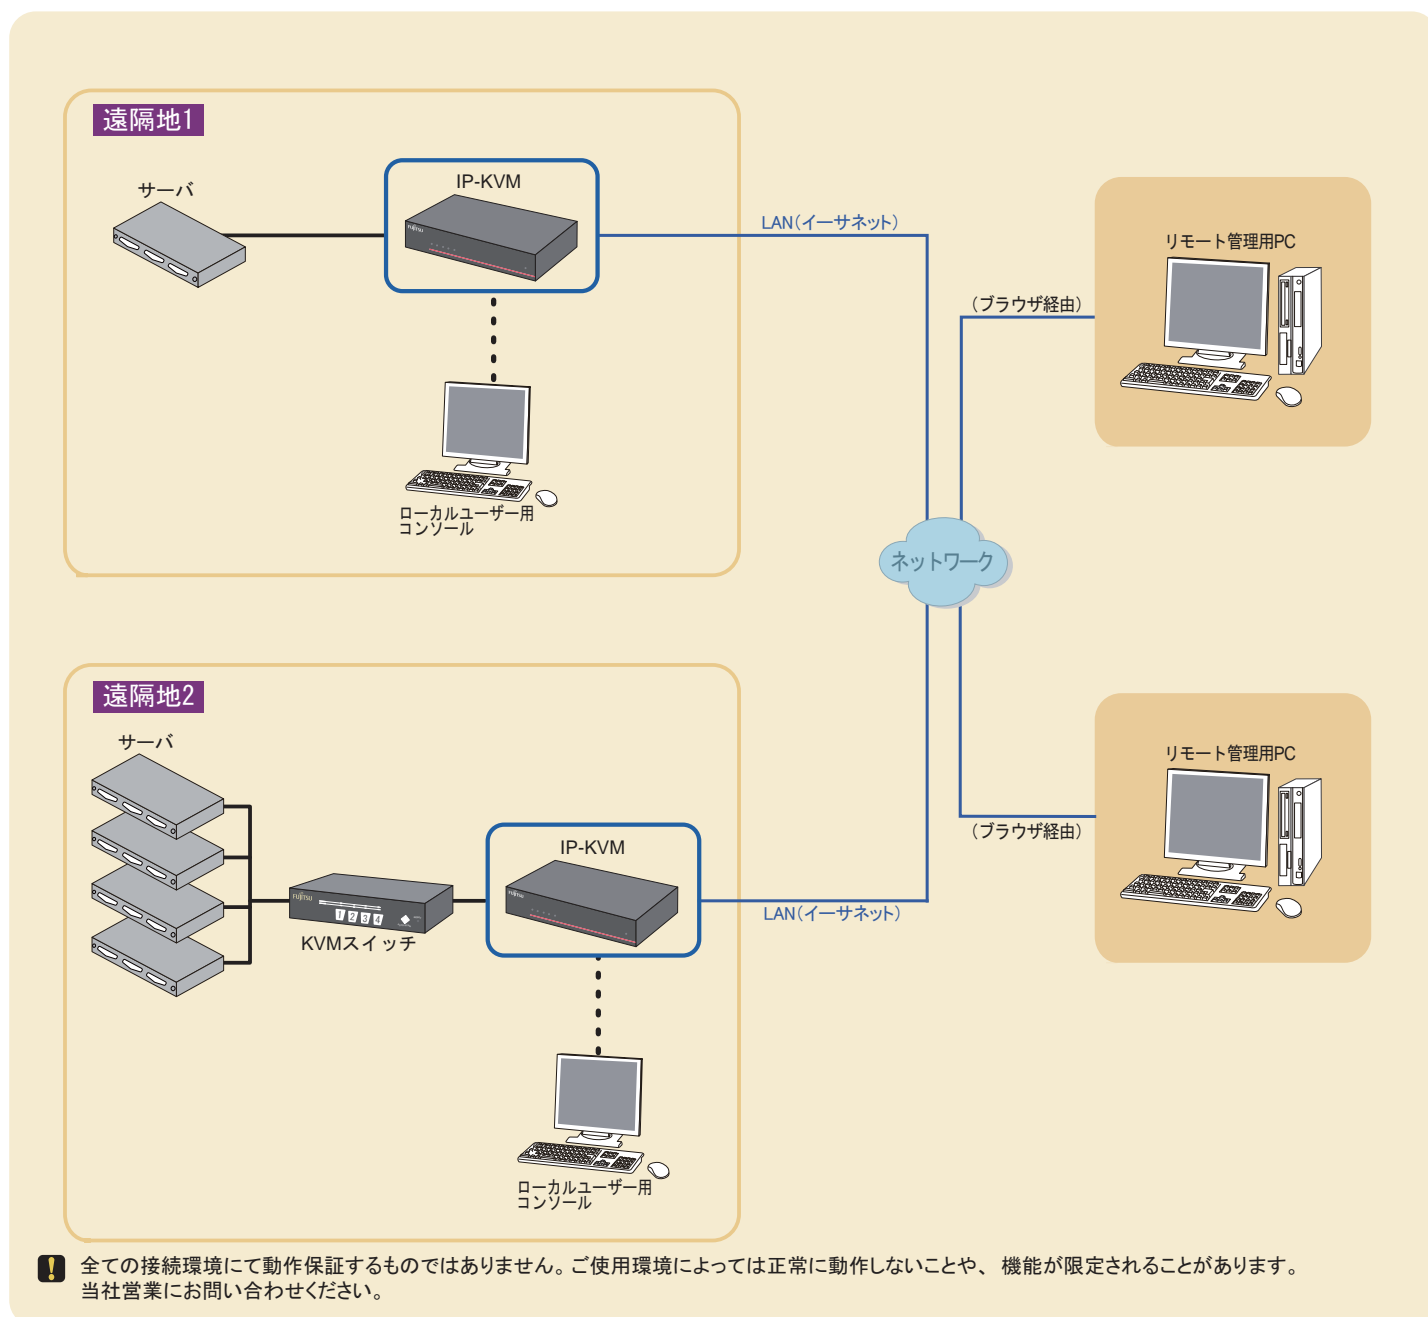 遠隔地1
サーバ
IP-KVM
FUJITSU
LAN(イーサネット)
リモート管理用PC
(ブラウザ経由)
ローカルユーザー用
コンソール
ネットワーク
遠隔地2
サーバ
FUJITSU
1 2 3 4
KVMスイッチ
IP-KVM
FUJITSU
LAN(イーサネット)
リモート管理用PC
(ブラウザ経由)
ローカルユーザー用
コンソール
全ての接続環境にて動作保証するものではありません。ご使用環境によっては正常に動作しないことや、機能が限定されることがあります。
当社営業にお問い合わせください。